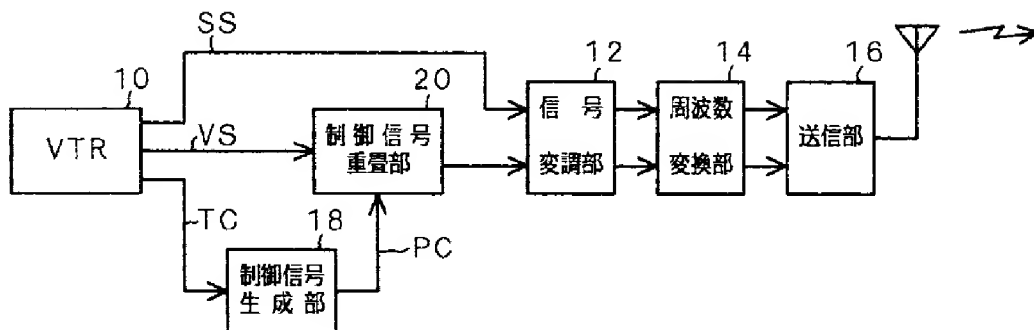 SS
10
VTR
VS
20
制御信号
重畳部
12
信号
変調部
14
周波数
変換部
16
送信部
TC
18
制御信号
生成部
PC